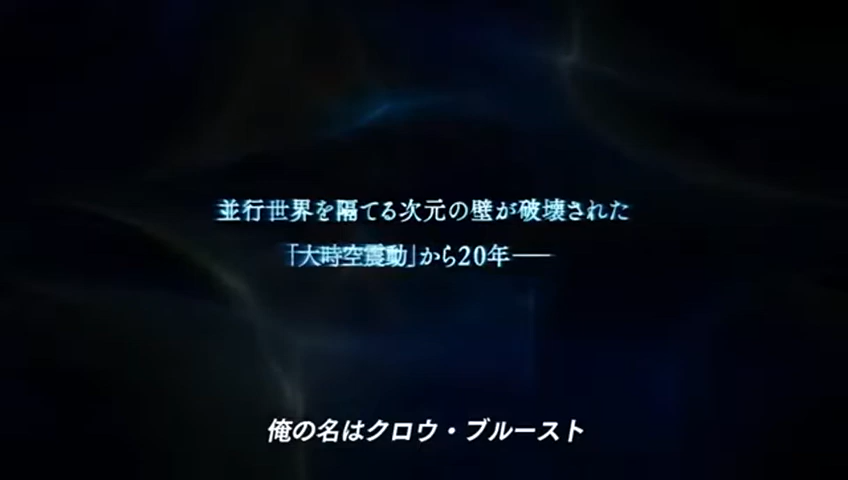 並行世界を隔てる次元の壁が破壊された
「大時空震動」から20年──
俺の名はクロウ・ブルースト